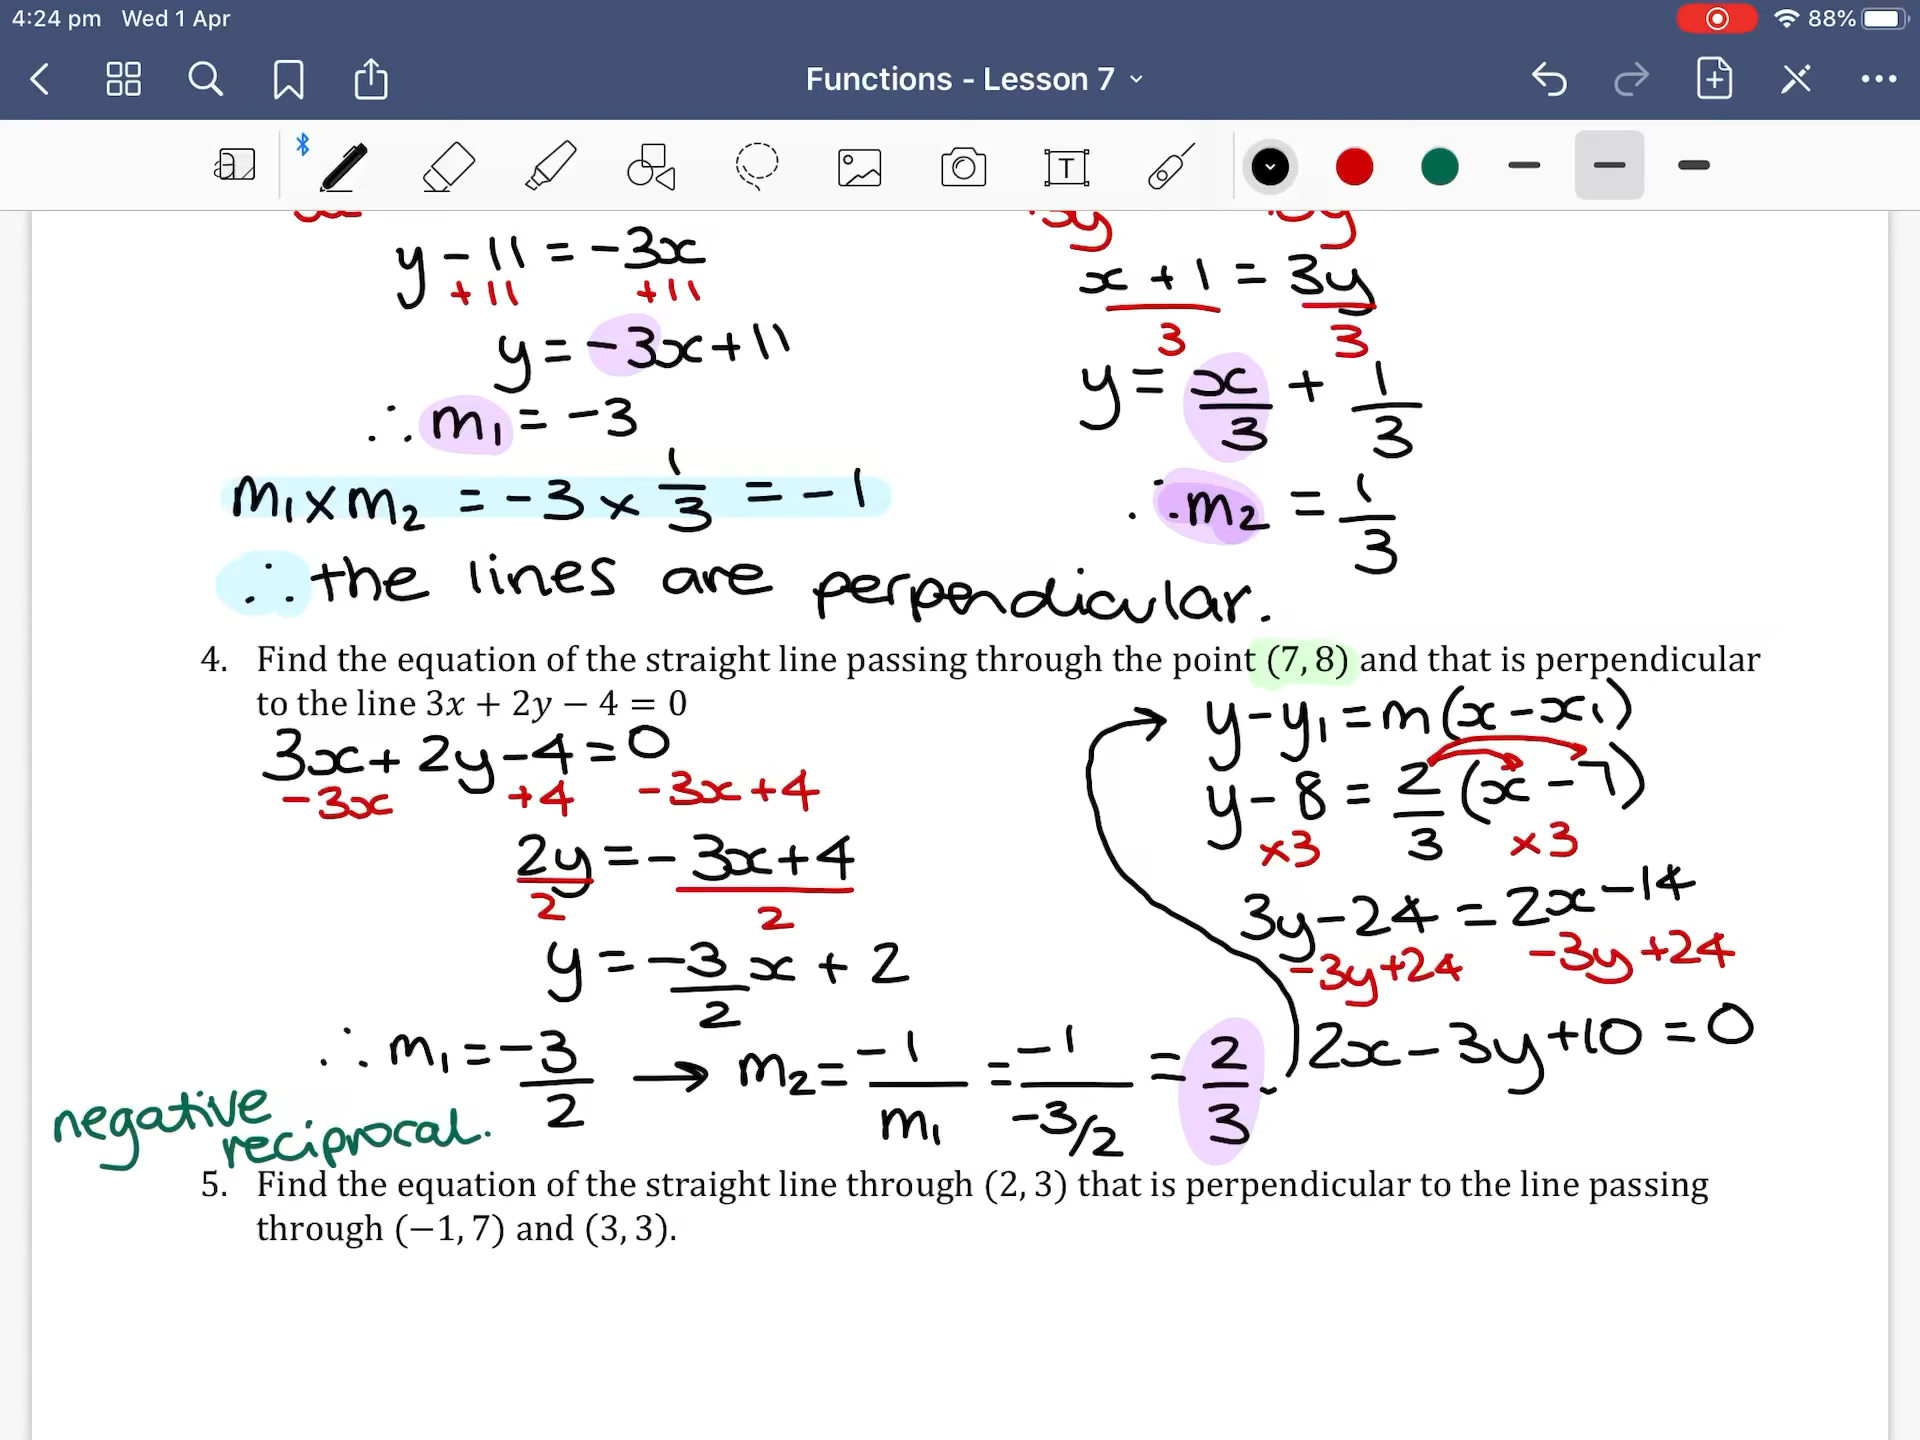 4:24 pm Wed 1 Apr
88%
Functions - Lesson 7
y - 11 = -3x
+11 +11
y = -3x + 11
∴ m₁ = -3
x + 1 = 3y
3 3
y = x/3 + 1/3
∴ m₂ = 1/3
m₁ x m₂ = -3 x 1/3 = -1
∴ the lines are perpendicular.
4. Find the equation of the straight line passing through the point (7, 8) and that is perpendicular
to the line 3x + 2y − 4 = 0
3x + 2y - 4 = 0
-3x +4 -3x + 4
2y = -3x + 4
2 2
y = -3/2 x + 2
∴ m₁ = -3/2 → m₂ = -1/m₁ = -1/-3/2 = 2/3
negative
reciprocal.
y - y₁ = m(x - x₁)
y - 8 = 2/3 (x - 7)
x3 x3
3y - 24 = 2x - 14
-3y + 24 -3y + 24
2x - 3y + 10 = 0
5. Find the equation of the straight line through (2, 3) that is perpendicular to the line passing
through (−1, 7) and (3, 3).